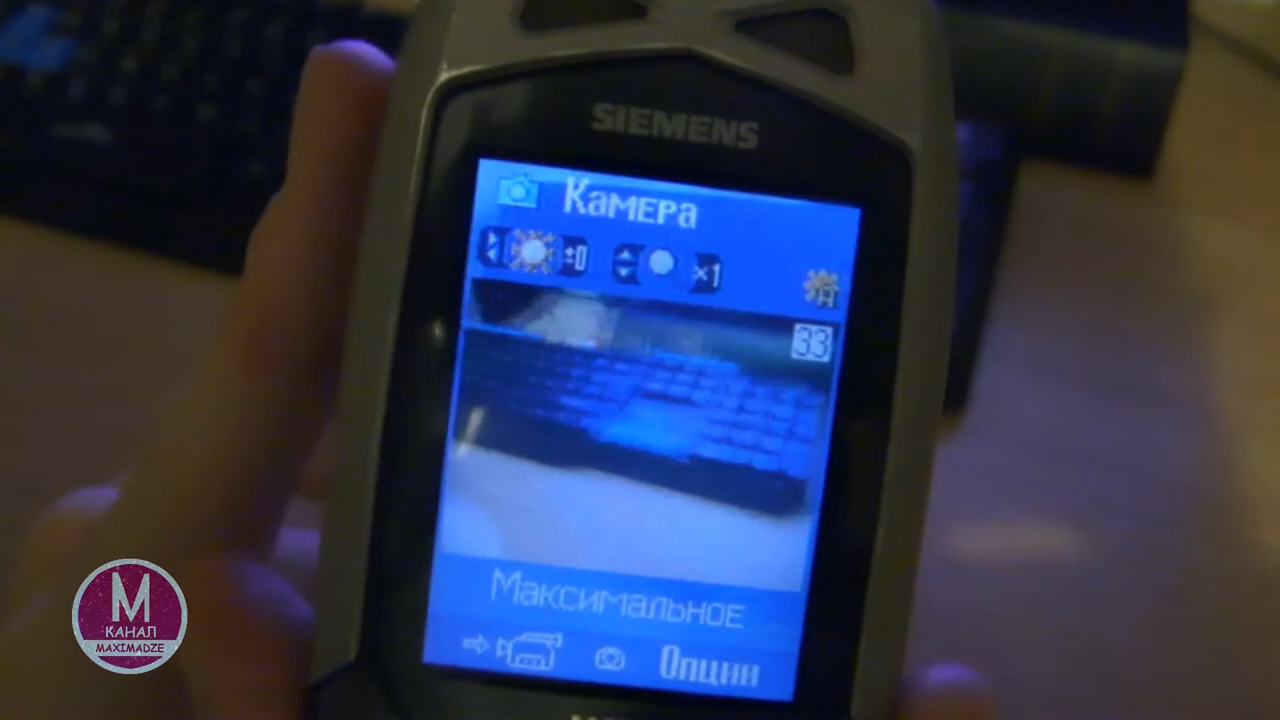 SIEMENS
Камера
±0
×1
33
Максимальное
Опции
М
КАНАЛ
MAXIMADZE